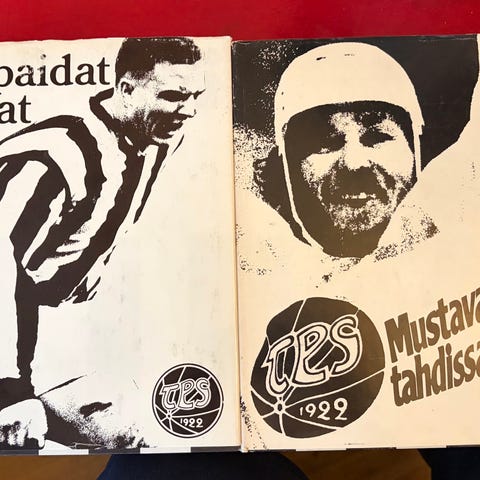 paidat
at
TPS
1922
TPS
1922
Mustava
tahdissa